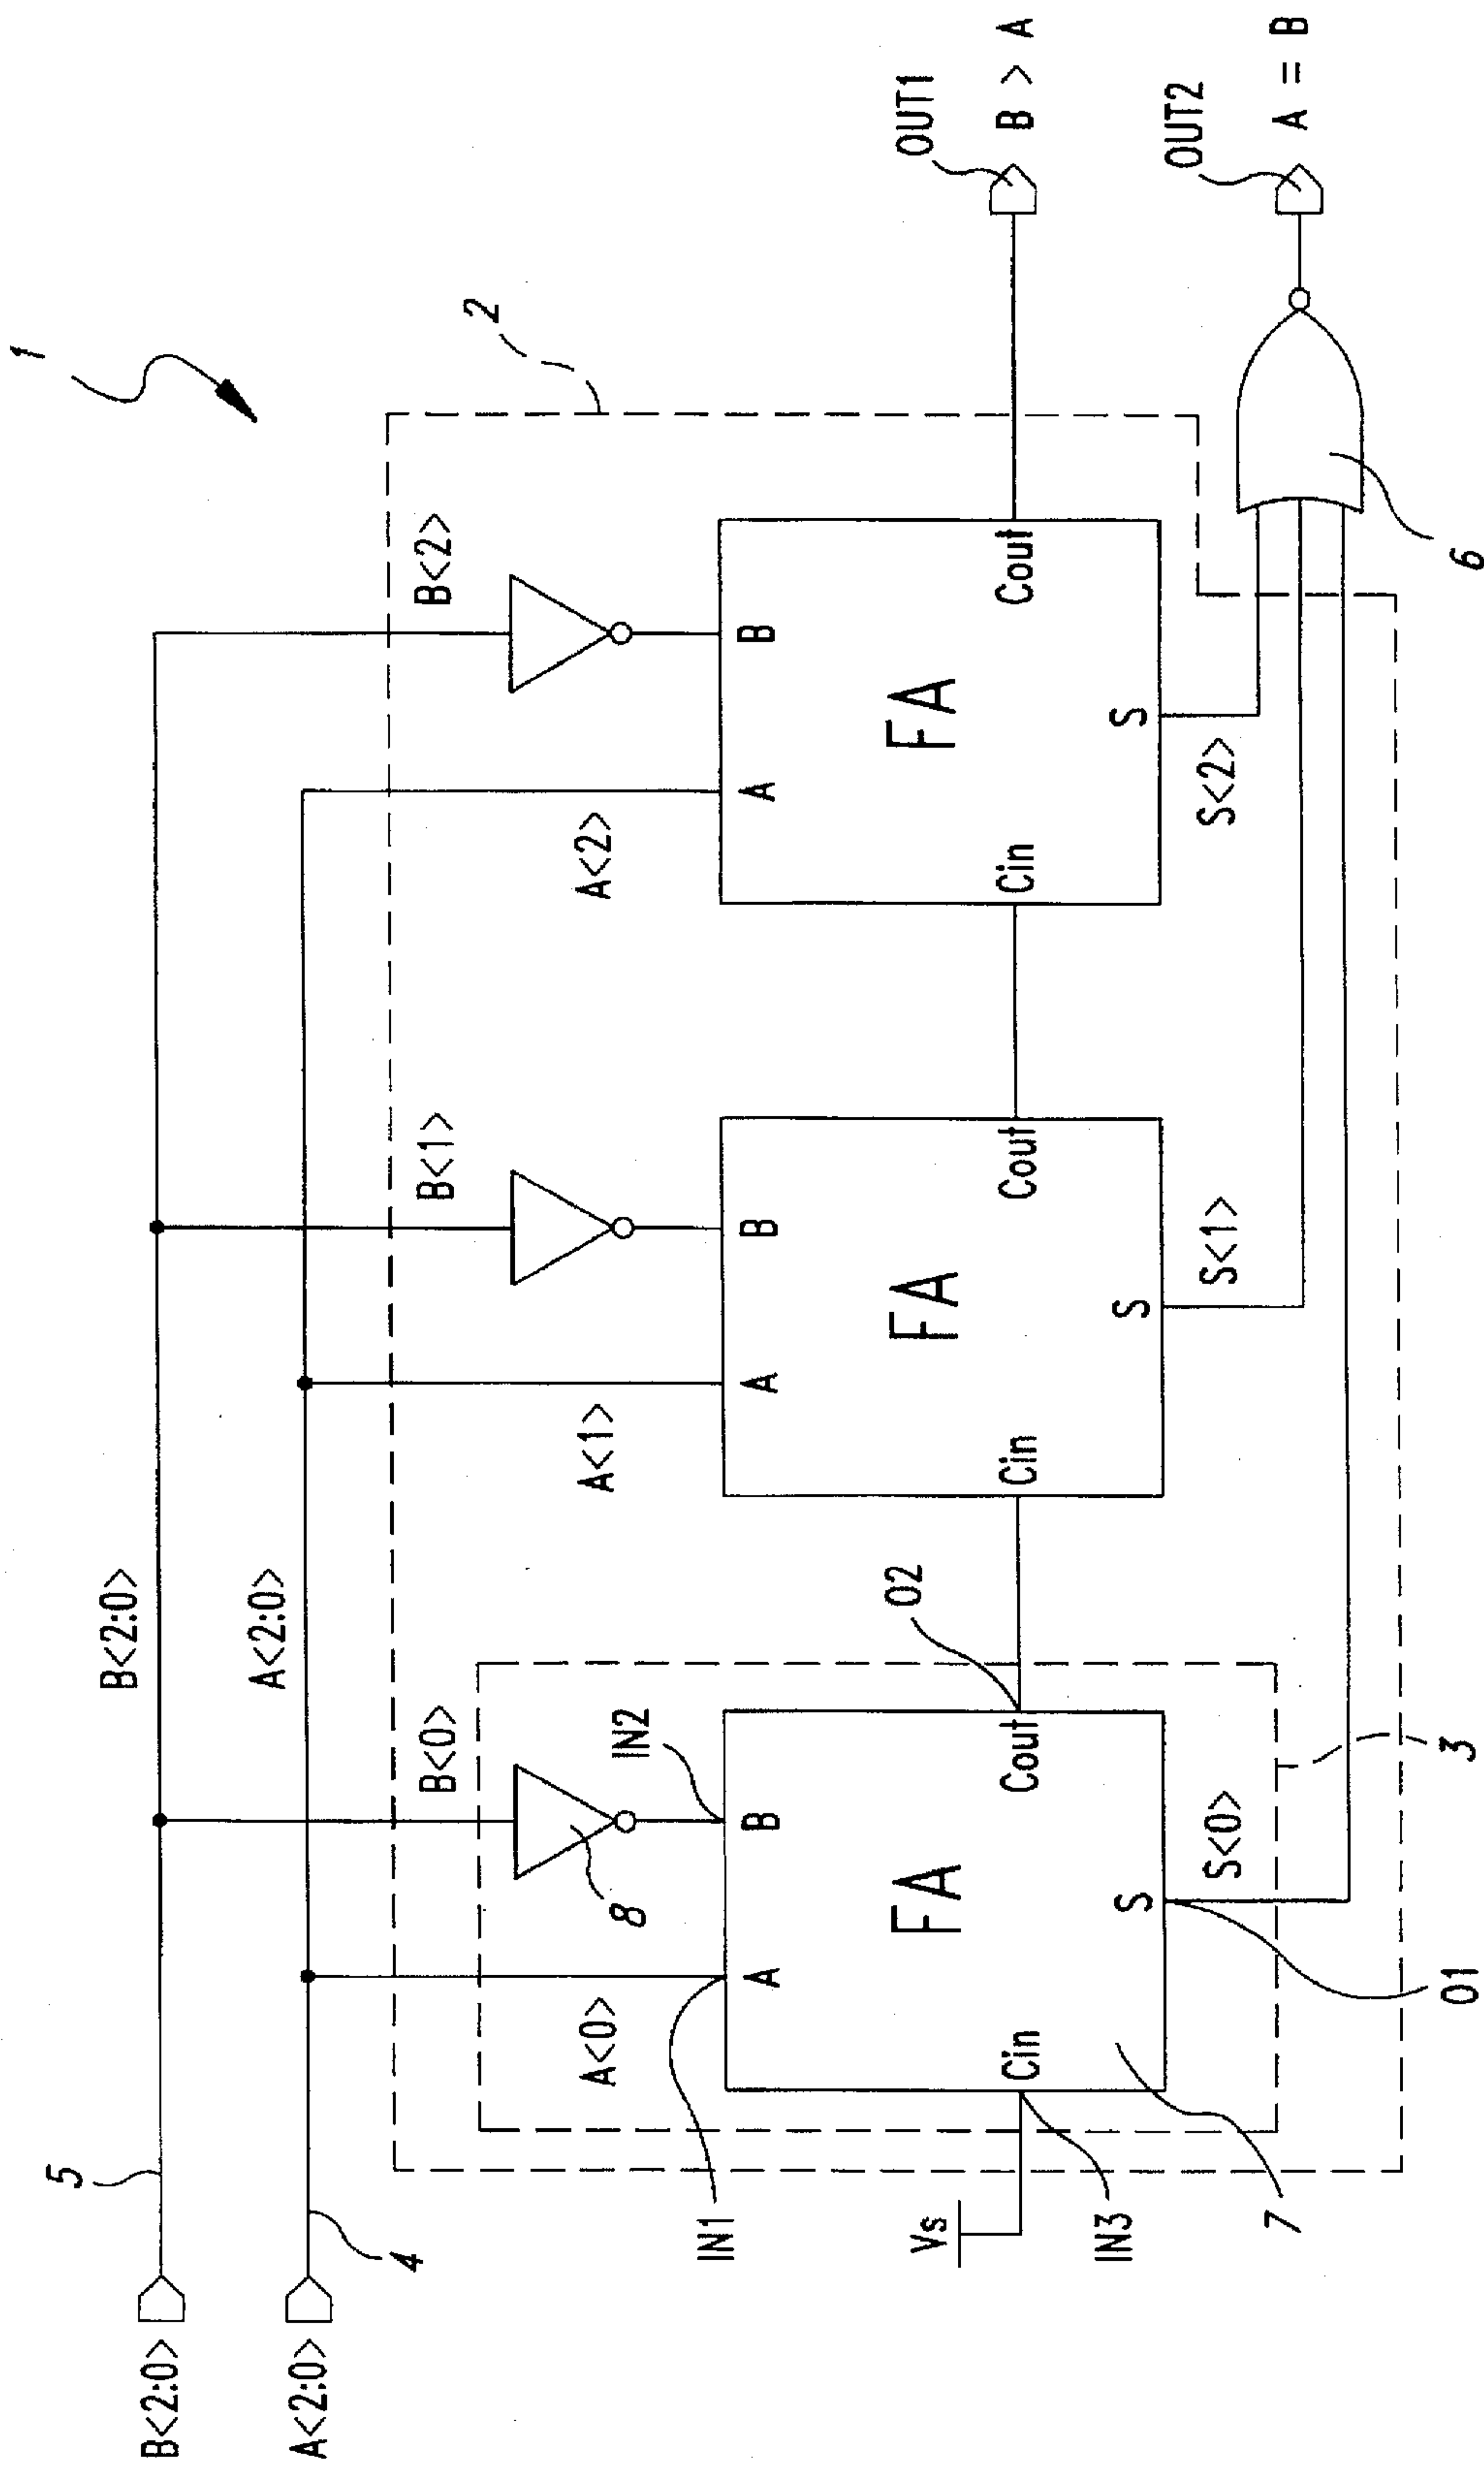 1
B<2:0>
5
B<2:0>
A<2:0>
4
A<2:0>
2
B<0>
B<1>
B<2>
8
A<0>
A<1>
A<2>
IN1
IN2
A
B
A
B
A
B
FA
FA
FA
Vs
Cin
Cout
O2
Cin
Cout
Cin
Cout
OUT1
B > A
IN3
S
S
S
S<0>
S<1>
S<2>
OUT2
A = B
7
O1
3
6